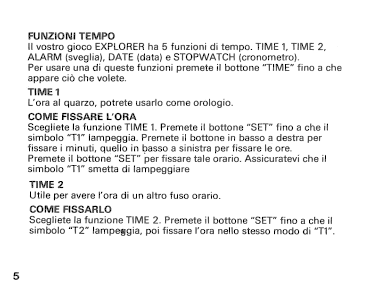 FUNZIONI TEMPO
Il vostro gioco EXPLORER ha 5 funzioni di tempo. TIME 1, TIME 2,
ALARM (sveglia), DATE (data) e STOPWATCH (cronometro).
Per usare una di queste funzioni premete il bottone “TIME” fino a che
appare ciò che volete.
TIME 1
L’ora al quarzo, potrete usarlo come orologio.
COME FISSARE L’ORA
Scegliete la funzione TIME 1. Premete il bottone “SET” fino a che il
simbolo “T1” lampeggia. Premete il bottone in basso a destra per
fissare i minuti, quello in basso a sinistra per fissare le ore.
Premete il bottone “SET” per fissare tale orario. Assicuratevi che il
simbolo “T1” smetta di lampeggiare
TIME 2
Utile per avere l’ora di un altro fuso orario.
COME FISSARLO
Scegliete la funzione TIME 2. Premete il bottone “SET” fino a che il
simbolo “T2” lampeggia, poi fissare l’ora nello stesso modo di “T1”.
5